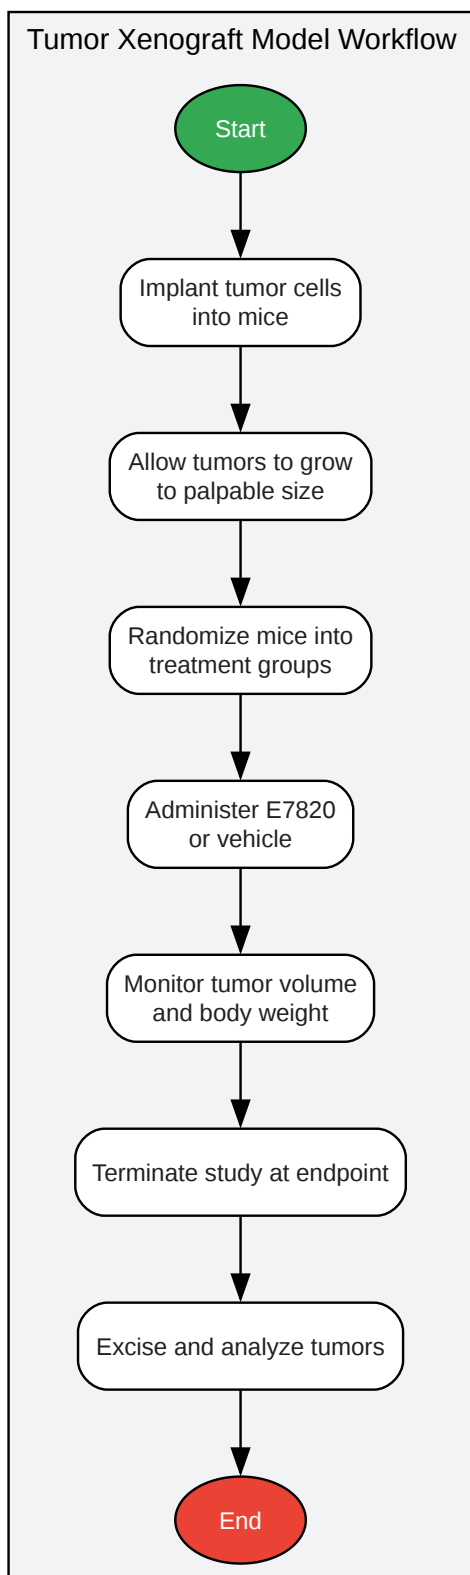 Tumor Xenograft Model Workflow
Start
Implant tumor cells
into mice
Allow tumors to grow
to palpable size
Randomize mice into
treatment groups
Administer E7820
or vehicle
Monitor tumor volume
and body weight
Terminate study at endpoint
Excise and analyze tumors
End